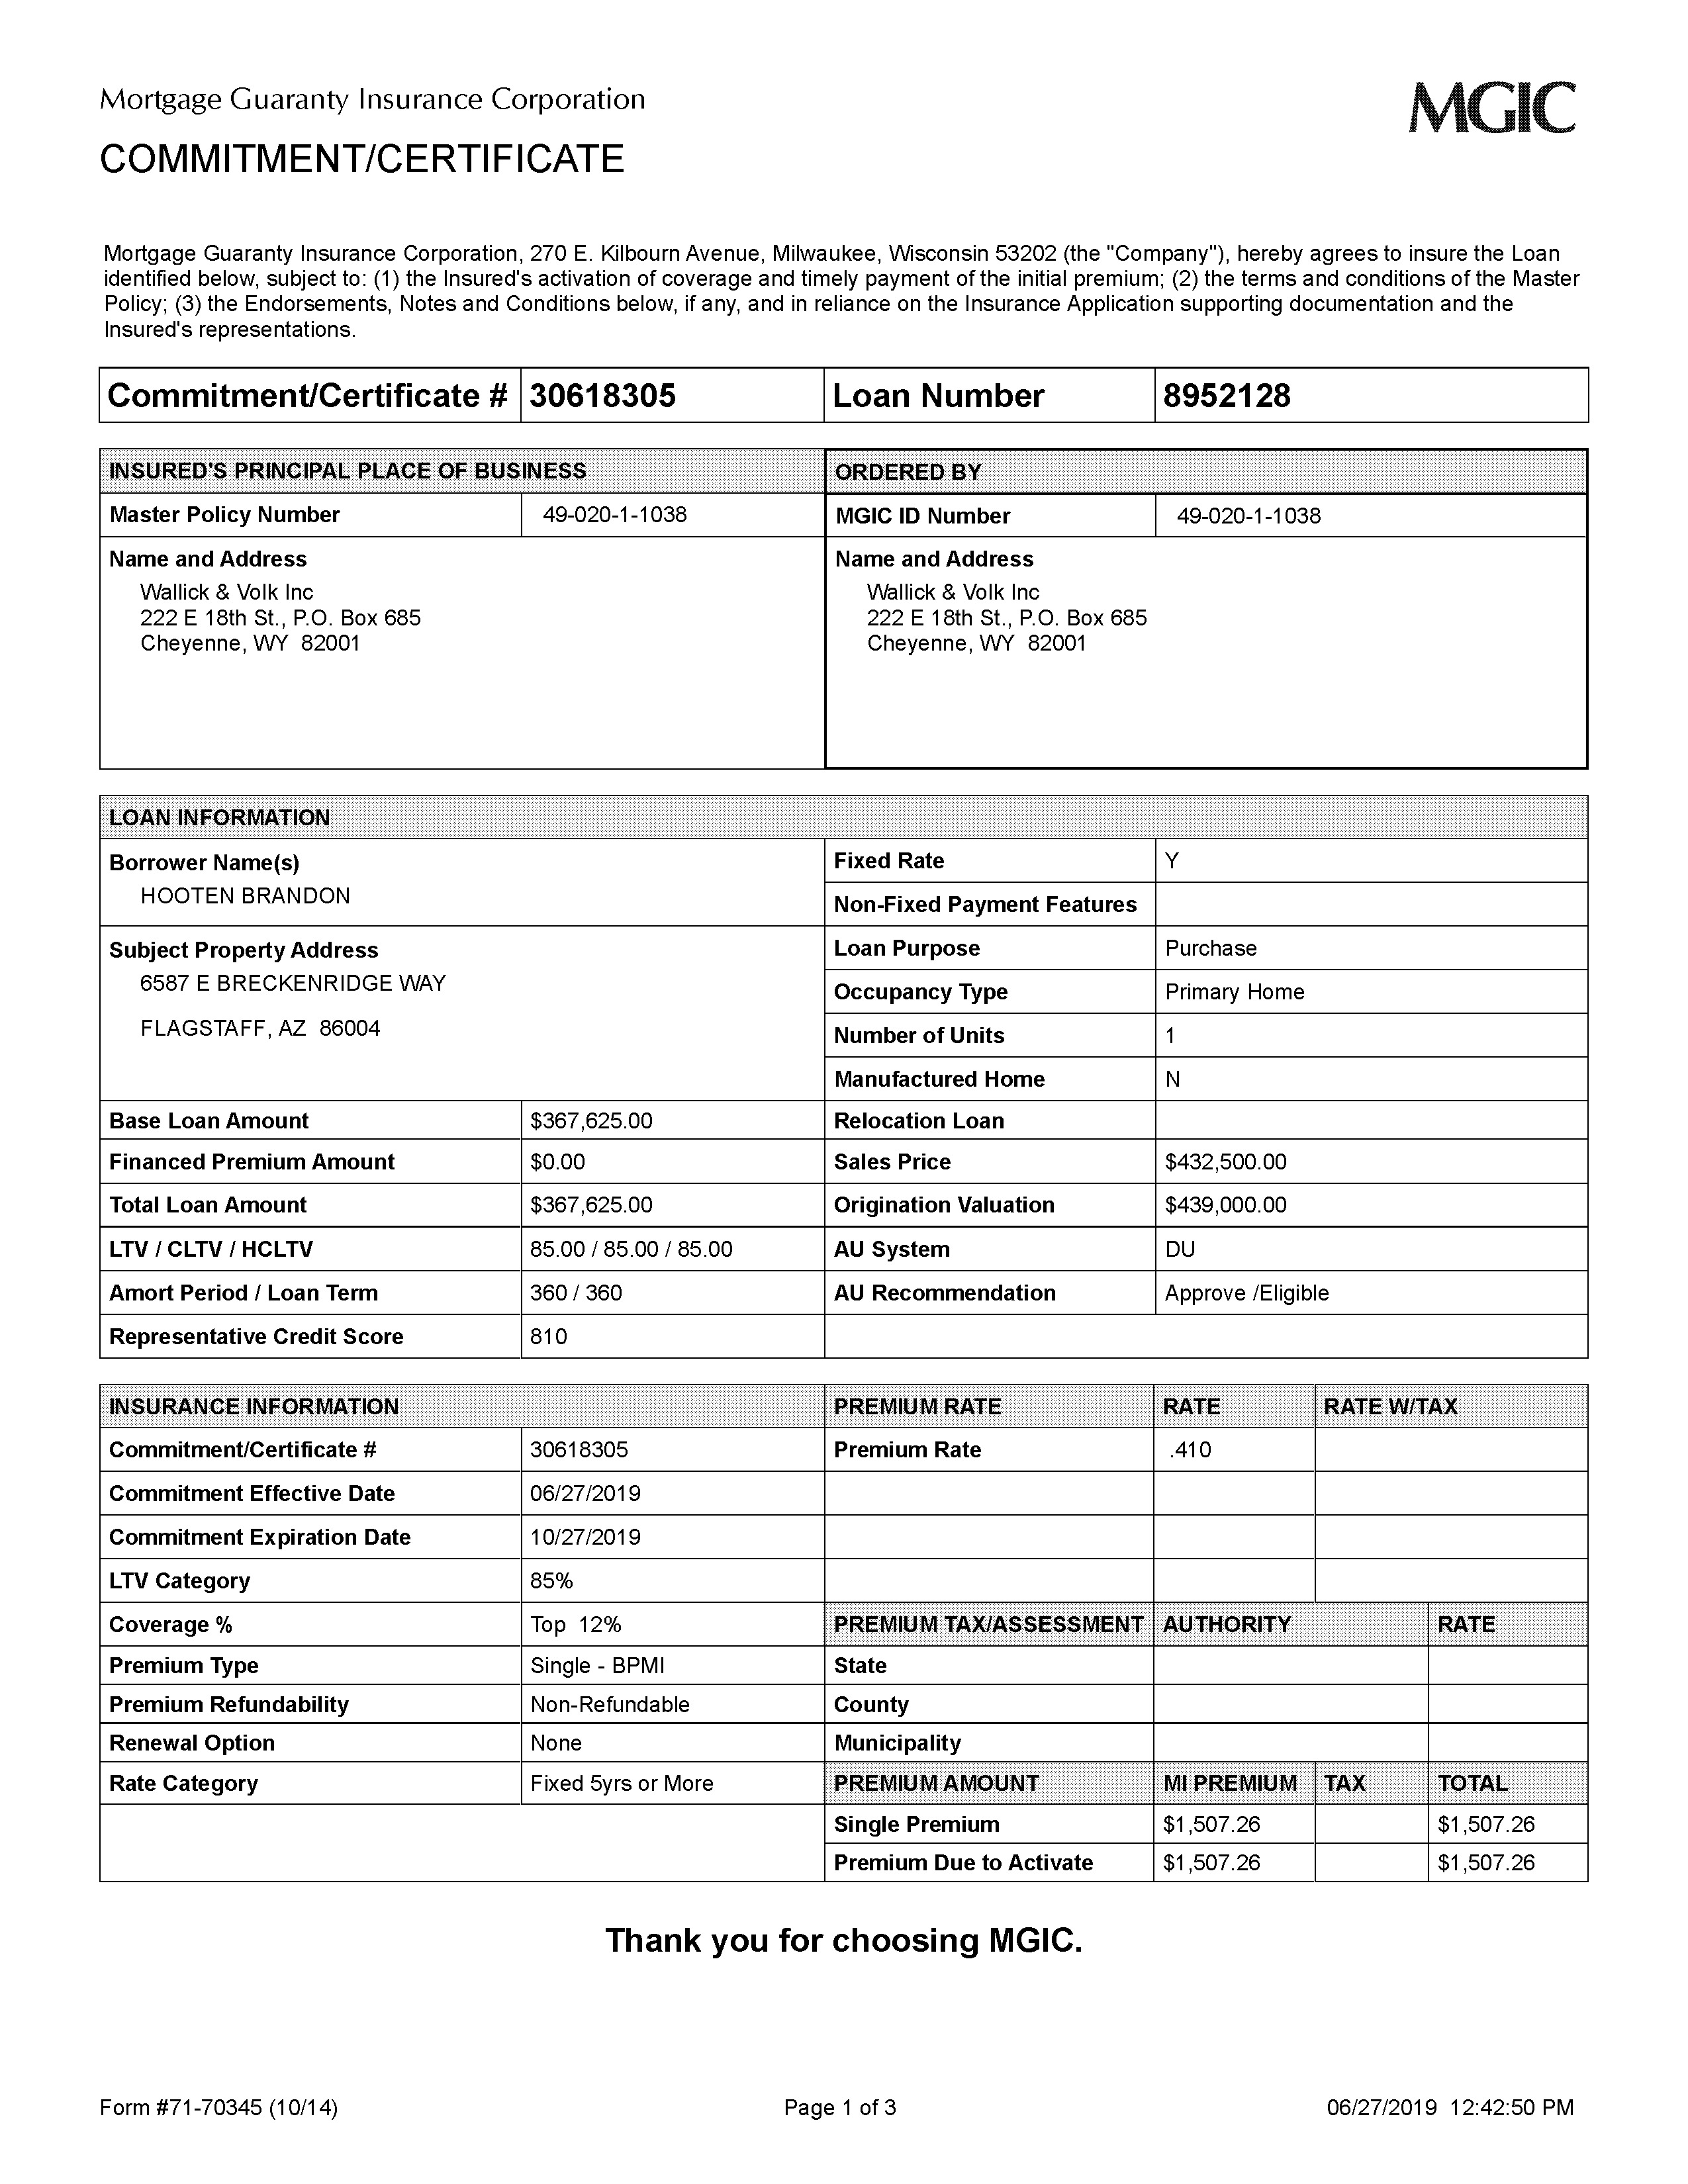 Mortgage Guaranty Insurance Corporation
MGIC
COMMITMENT/CERTIFICATE
Mortgage Guaranty Insurance Corporation, 270 E. Kilbourn Avenue, Milwaukee, Wisconsin 53202 (the "Company"), hereby agrees to insure the Loan
identified below, subject to: (1) the Insured's activation of coverage and timely payment of the initial premium; (2) the terms and conditions of the Master
Policy; (3) the Endorsements, Notes and Conditions below, if any, and in reliance on the Insurance Application supporting documentation and the
Insured's representations.
Commitment/Certificate # 30618305 Loan Number 8952128
INSURED'S PRINCIPAL PLACE OF BUSINESS ORDERED BY
Master Policy Number 49-020-1-1038 MGIC ID Number 49-020-1-1038
Name and Address Name and Address
Wallick & Volk Inc Wallick & Volk Inc
222 E 18th St., P.O. Box 685 222 E 18th St., P.O. Box 685
Cheyenne, WY 82001 Cheyenne, WY 82001
LOAN INFORMATION
Borrower Name(s) Fixed Rate Y
HOOTEN BRANDON
Non-Fixed Payment Features
Subject Property Address Loan Purpose Purchase
6587 E BRECKENRIDGE WAY Occupancy Type Primary Home
FLAGSTAFF, AZ 86004 Number of Units 1
Manufactured Home N
Base Loan Amount $367,625.00 Relocation Loan
Financed Premium Amount $0.00 Sales Price $432,500.00
Total Loan Amount $367,625.00 Origination Valuation $439,000.00
LTV / CLTV / HCLTV 85.00 / 85.00 / 85.00 AU System DU
Amort Period / Loan Term 360 / 360 AU Recommendation Approve /Eligible
Representative Credit Score 810
INSURANCE INFORMATION PREMIUM RATE RATE RATE W/TAX
Commitment/Certificate # 30618305 Premium Rate .410
Commitment Effective Date 06/27/2019
Commitment Expiration Date 10/27/2019
LTV Category 85%
Coverage % Top 12% PREMIUM TAX/ASSESSMENT AUTHORITY RATE
Premium Type Single - BPMI State
Premium Refundability Non-Refundable County
Renewal Option None Municipality
Rate Category Fixed 5yrs or More PREMIUM AMOUNT MI PREMIUM TAX TOTAL
Single Premium $1,507.26 $1,507.26
Premium Due to Activate $1,507.26 $1,507.26
Thank you for choosing MGIC.
Form #71-70345 (10/14) Page 1 of 3 06/27/2019 12:42:50 PM